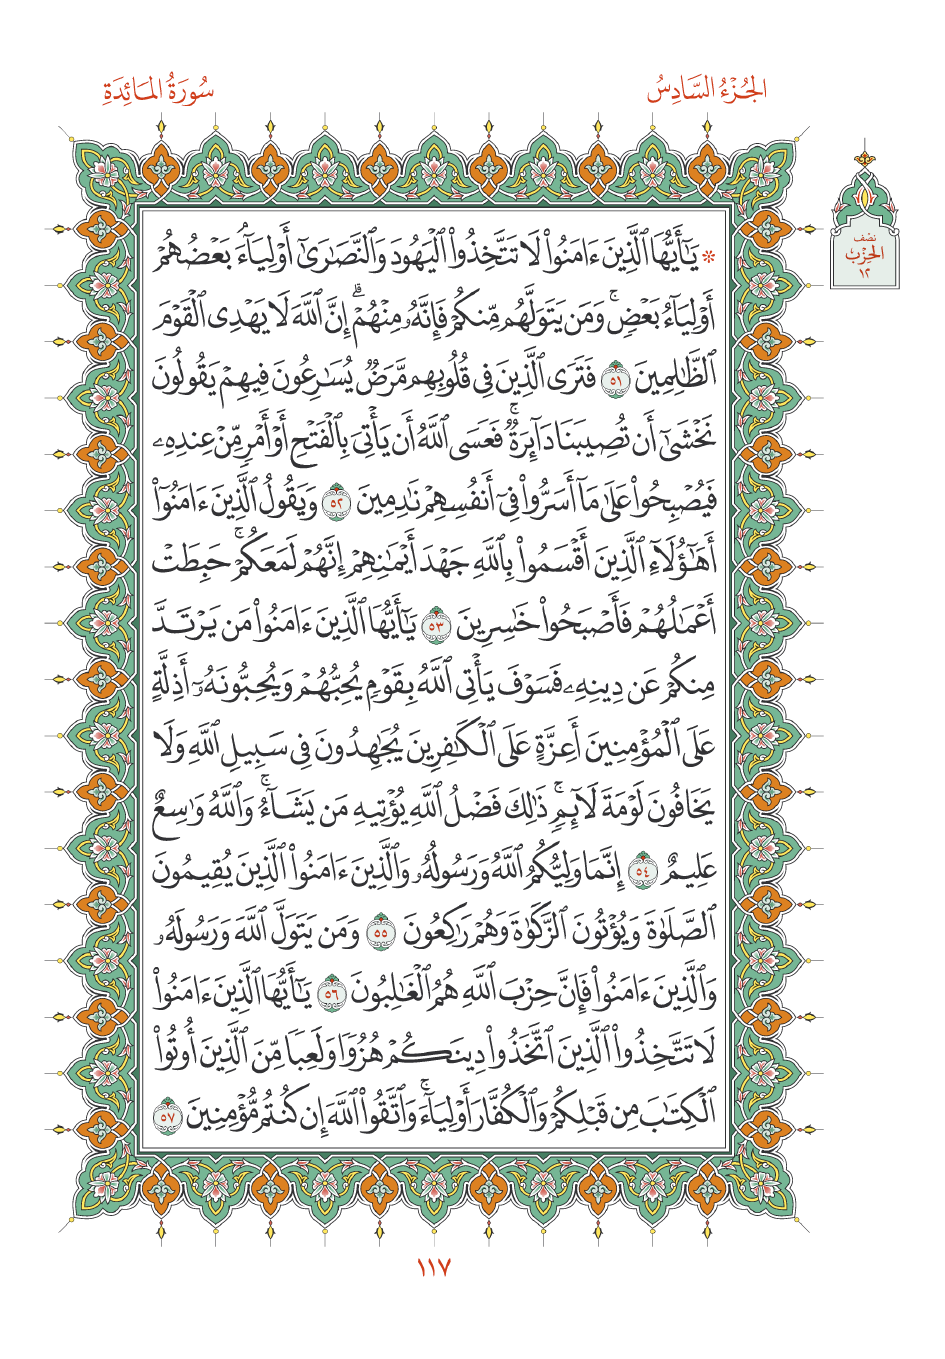 الجُزْءُ السَّادِسُ
سُورَةُ المَائِدَةِ
نصْف
الحِزْب
١٢
۞ يَٰٓأَيُّهَا ٱلَّذِينَ ءَامَنُوا۟ لَا تَتَّخِذُوا۟ ٱلْيَهُودَ وَٱلنَّصَٰرَىٰٓ أَوْلِيَآءَۘ بَعْضُهُمْ
أَوْلِيَآءُ بَعْضٍۚ وَمَن يَتَوَلَّهُم مِّنكُمْ فَإِنَّهُۥ مِنْهُمْۗ إِنَّ ٱللَّهَ لَا يَهْدِى ٱلْقَوْمَ
ٱلظَّٰلِمِينَ ٥١ فَتَرَى ٱلَّذِينَ فِى قُلُوبِهِم مَّرَضٌ يُسَٰرِعُونَ فِيهِمْ يَقُولُونَ
نَخْشَىٰٓ أَن تُصِيبَنَا دَآئِرَةٌۚ فَعَسَى ٱللَّهُ أَن يَأْتِىَ بِٱلْفَتْحِ أَوْ أَمْرٍ مِّنْ عِندِهِۦ
فَيُصْبِحُوا۟ عَلَىٰ مَآ أَسَرُّوا۟ فِىٓ أَنفُسِهِمْ نَٰدِمِينَ ٥٢ وَيَقُولُ ٱلَّذِينَ ءَامَنُوٓا۟
أَهَٰٓؤُلَآءِ ٱلَّذِينَ أَقْسَمُوا۟ بِٱللَّهِ جَهْدَ أَيْمَٰنِهِمْ إِنَّهُمْ لَمَعَكُمْۚ حَبِطَتْ
أَعْمَٰلُهُمْ فَأَصْبَحُوا۟ خَٰسِرِينَ ٥٣ يَٰٓأَيُّهَا ٱلَّذِينَ ءَامَنُوا۟ مَن يَرْتَدَّ
مِنكُمْ عَن دِينِهِۦ فَسَوْفَ يَأْتِى ٱللَّهُ بِقَوْمٍ يُحِبُّهُمْ وَيُحِبُّونَهُۥٓ أَذِلَّةٍ
عَلَى ٱلْمُؤْمِنِينَ أَعِزَّةٍ عَلَى ٱلْكَٰفِرِينَ يُجَٰهِدُونَ فِى سَبِيلِ ٱللَّهِ وَلَا
يَخَافُونَ لَوْمَةَ لَآئِمٍۚ ذَٰلِكَ فَضْلُ ٱللَّهِ يُؤْتِيهِ مَن يَشَآءُۚ وَٱللَّهُ وَٰسِعٌ
عَلِيمٌ ٥٤ إِنَّمَا وَلِيُّكُمُ ٱللَّهُ وَرَسُولُهُۥ وَٱلَّذِينَ ءَامَنُوا۟ ٱلَّذِينَ يُقِيمُونَ
ٱلصَّلَوٰةَ وَيُؤْتُونَ ٱلزَّكَوٰةَ وَهُمْ رَٰكِعُونَ ٥٥ وَمَن يَتَوَلَّ ٱللَّهَ وَرَسُولَهُۥ
وَٱلَّذِينَ ءَامَنُوا۟ فَإِنَّ حِزْبَ ٱللَّهِ هُمُ ٱلْغَٰلِبُونَ ٥٦ يَٰٓأَيُّهَا ٱلَّذِينَ ءَامَنُوا۟
لَا تَتَّخِذُوا۟ ٱلَّذِينَ ٱتَّخَذُوا۟ دِينَكُمْ هُزُوًا وَلَعِبًا مِّنَ ٱلَّذِينَ أُوتُوا۟
ٱلْكِتَٰبَ مِن قَبْلِكُمْ وَٱلْكُفَّارَ أَوْلِيَآءَۚ وَٱتَّقُوا۟ ٱللَّهَ إِن كُنتُم مُّؤْمِنِينَ ٥٧
١١٧